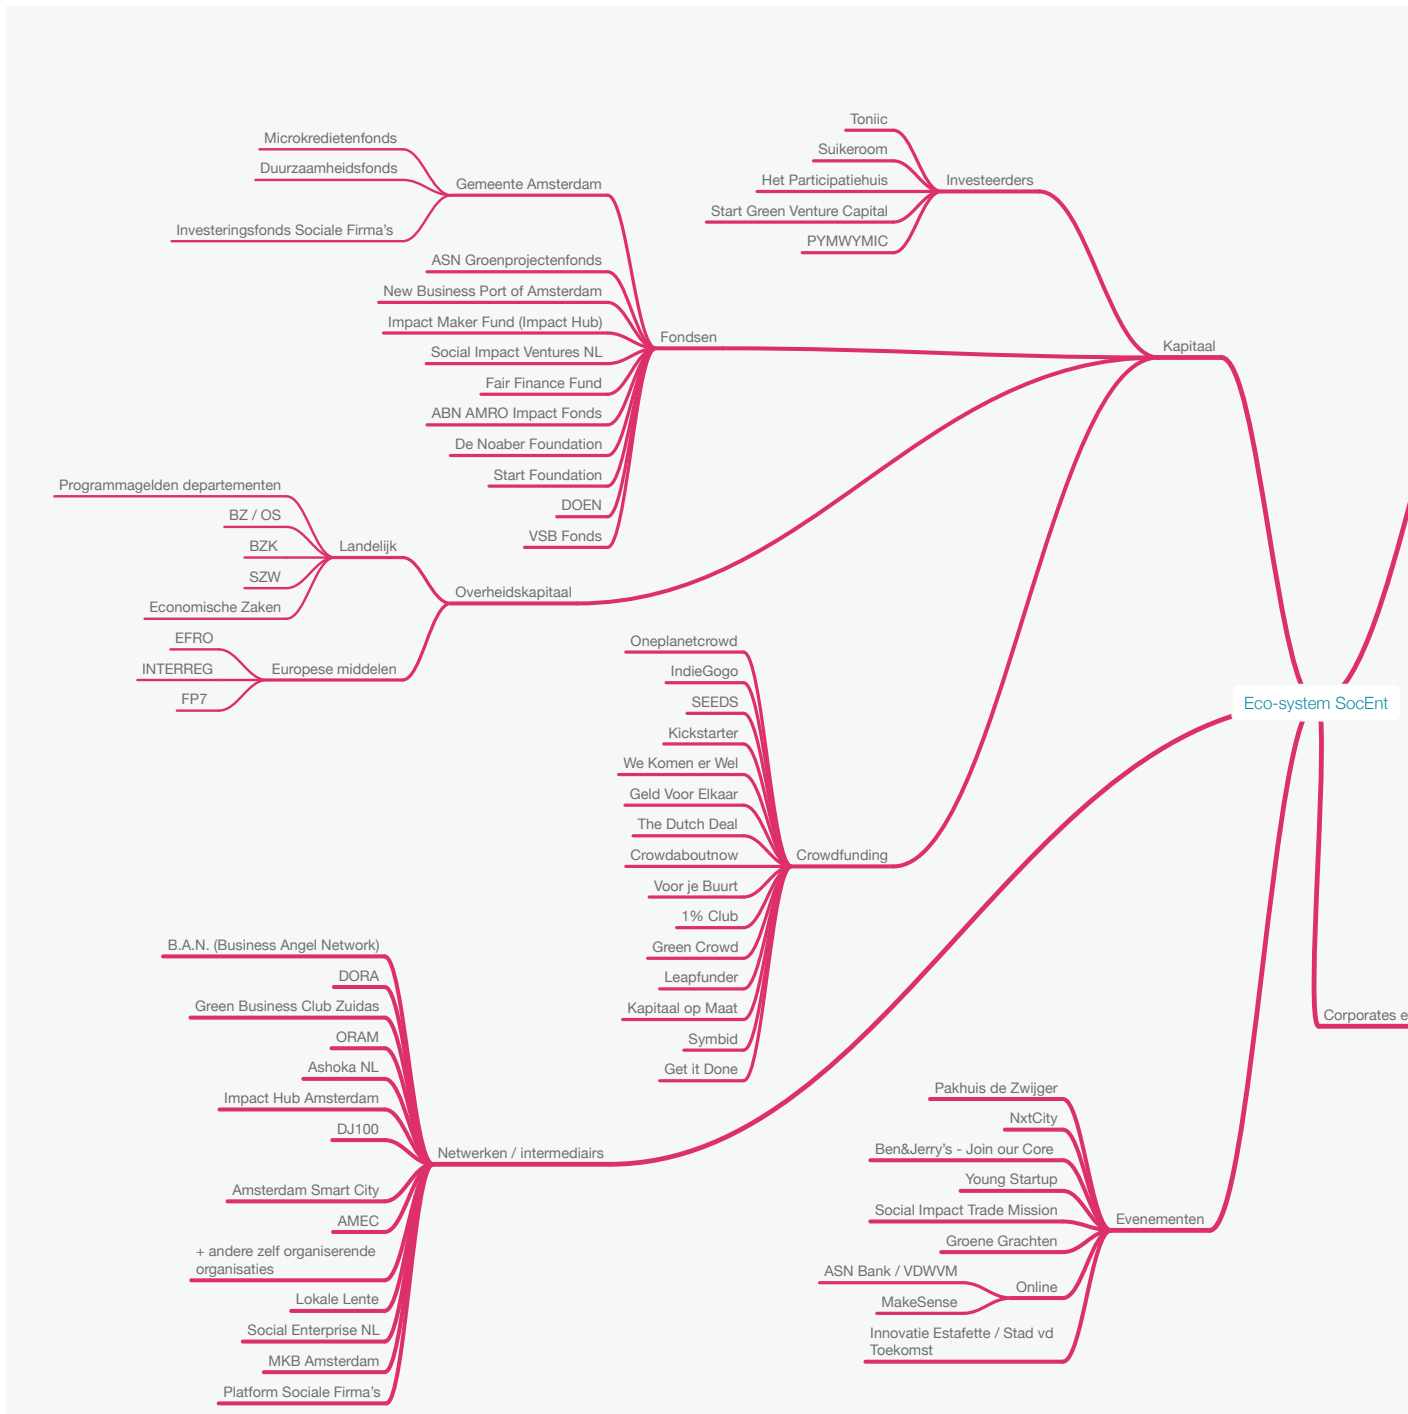 Toniic
Suikeroom
Het Participatiehuis
Start Green Venture Capital
PYMWYMIC
Investeerders
Microkredietenfonds
Duurzaamheidsfonds
Investeringsfonds Sociale Firma's
Gemeente Amsterdam
ASN Groenprojectenfonds
New Business Port of Amsterdam
Impact Maker Fund (Impact Hub)
Social Impact Ventures NL
Fair Finance Fund
ABN AMRO Impact Fonds
De Noaber Foundation
Start Foundation
DOEN
VSB Fonds
Fondsen
Kapitaal
Programmagelden departementen
BZ / OS
BZK
SZW
Economische Zaken
Landelijk
EFRO
INTERREG
FP7
Europese middelen
Overheidskapitaal
Oneplanetcrowd
IndieGogo
SEEDS
Kickstarter
We Komen er Wel
Geld Voor Elkaar
The Dutch Deal
Crowdaboutnow
Voor je Buurt
1% Club
Green Crowd
Leapfunder
Kapitaal op Maat
Symbid
Get it Done
Crowdfunding
Eco-system SocEnt
B.A.N. (Business Angel Network)
DORA
Green Business Club Zuidas
ORAM
Ashoka NL
Impact Hub Amsterdam
DJ100
Amsterdam Smart City
AMEC
+ andere zelf organiserende
organisaties
Lokale Lente
Social Enterprise NL
MKB Amsterdam
Platform Sociale Firma's
Netwerken / intermediairs
Corporates e
Pakhuis de Zwijger
NxtCity
Ben&Jerry's - Join our Core
Young Startup
Social Impact Trade Mission
Groene Grachten
ASN Bank / VDWVM
MakeSense
Online
Innovatie Estafette / Stad vd
Toekomst
Evenementen